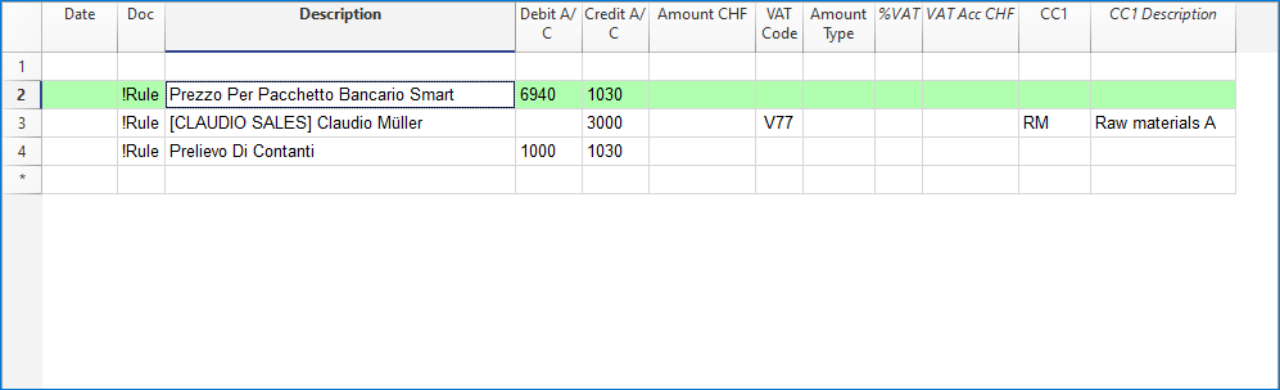 Date Doc Description Debit A/C Credit A/C Amount CHF VAT Code Amount Type %VAT VAT Acc CHF CC1 CC1 Description
1
2 !Rule Prezzo Per Pacchetto Bancario Smart 6940 1030
3 !Rule [CLAUDIO SALES] Claudio Müller 3000 V77 RM Raw materials A
4 !Rule Prelievo Di Contanti 1000 1030
*